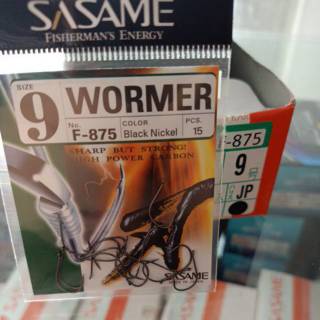 SASAME
FISHERMAN'S ENERGY
SIZE
9
WORMER
No.
F-875
COLOR
Black Nickel
PCS.
15
SHARP BUT STRONG!
HIGH POWER CARBON
SASAME
F-875
9号
JP